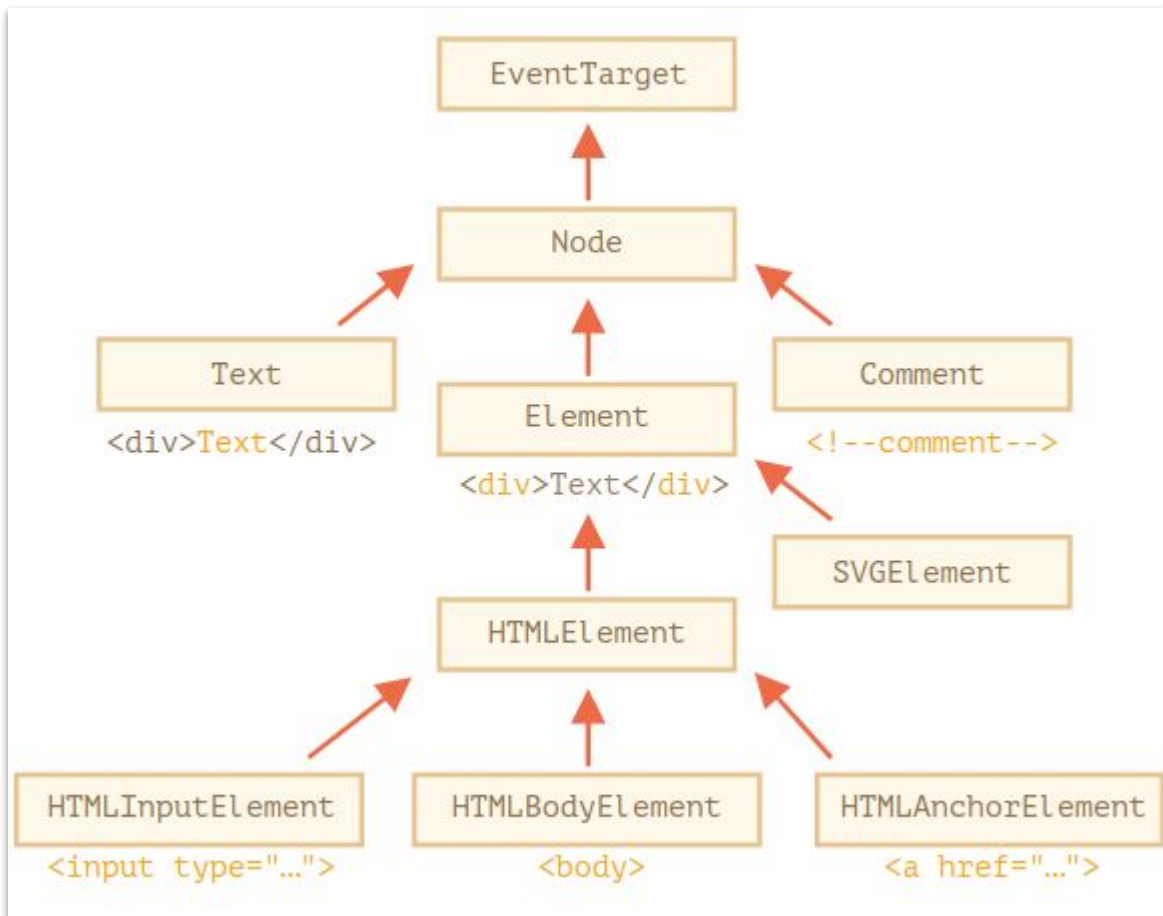 EventTarget
Node
Text
Comment
Element
<div>Text</div>
<!--comment-->
<div>Text</div>
SVGElement
HTMLElement
HTMLInputElement
HTMLBodyElement
HTMLAnchorElement
<input type="...">
<body>
<a href="...">